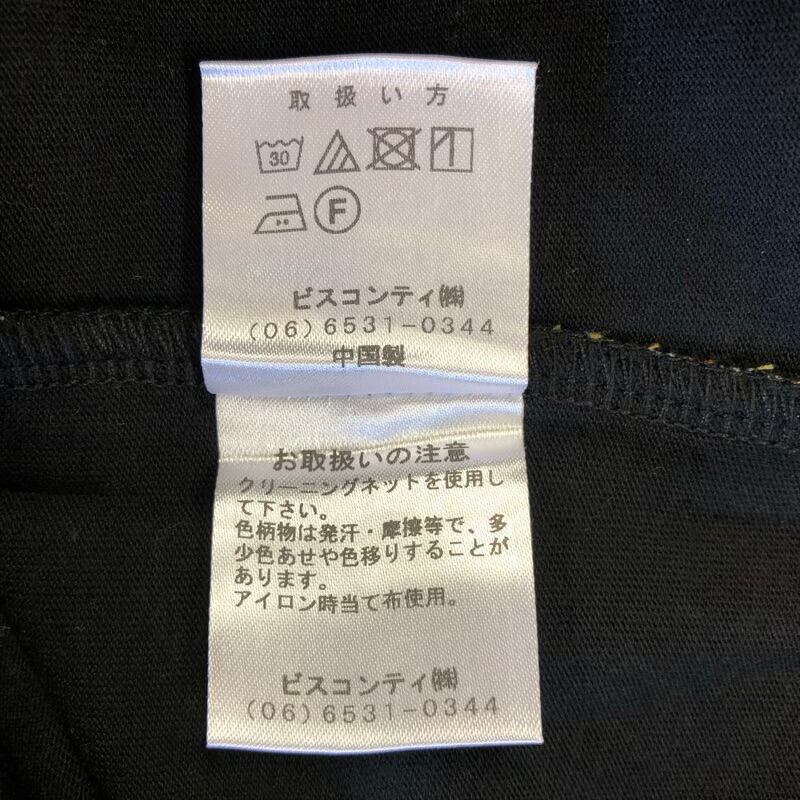 取扱い方
30
F
ビスコンティ㈱
(06)6531-0344
中国製
お取扱いの注意
クリーニングネットを使用し
て下さい。
色柄物は発汗・摩擦等で、多
少色あせや色移りすることが
あります。
アイロン時当て布使用。
ビスコンティ㈱
(06)6531-0344